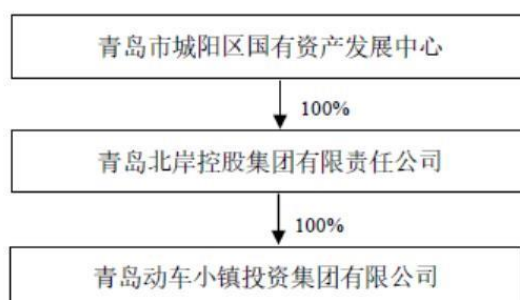 青岛市城阳区国有资产发展中心
100%
青岛北岸控股集团有限责任公司
100%
青岛动车小镇投资集团有限公司